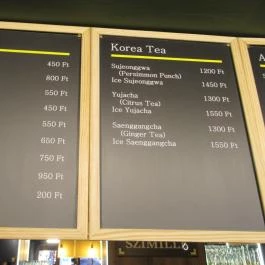 450 Ft
800 Ft
550 Ft
450 Ft
550 Ft
650 Ft
750 Ft
950 Ft
200 Ft
Korea Tea
Sujeonggwa 1200 Ft
(Persimmon Punch)
Ice Sujeonggwa 1450 Ft
Yujacha 1300 Ft
(Citrus Tea)
Ice Yujacha 1550 Ft
Saenggangcha 1300 Ft
(Ginger Tea)
Ice Saenggangcha 1550 Ft
A
SZIMILL